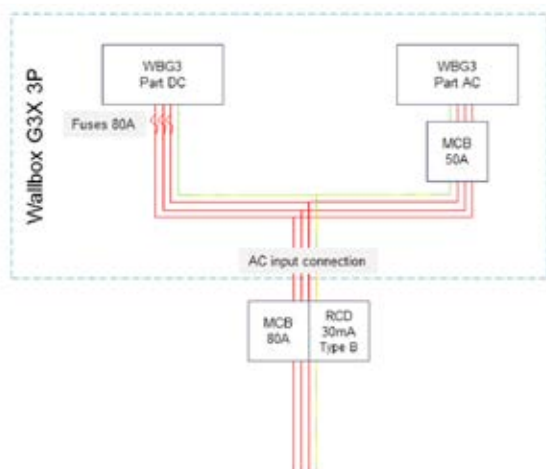 Wallbox G3X 3P
WBG3
Part DC
WBG3
Part AC
Fuses 80A
MCB
50A
AC input connection
MCB
80A
RCD
30mA
Type B